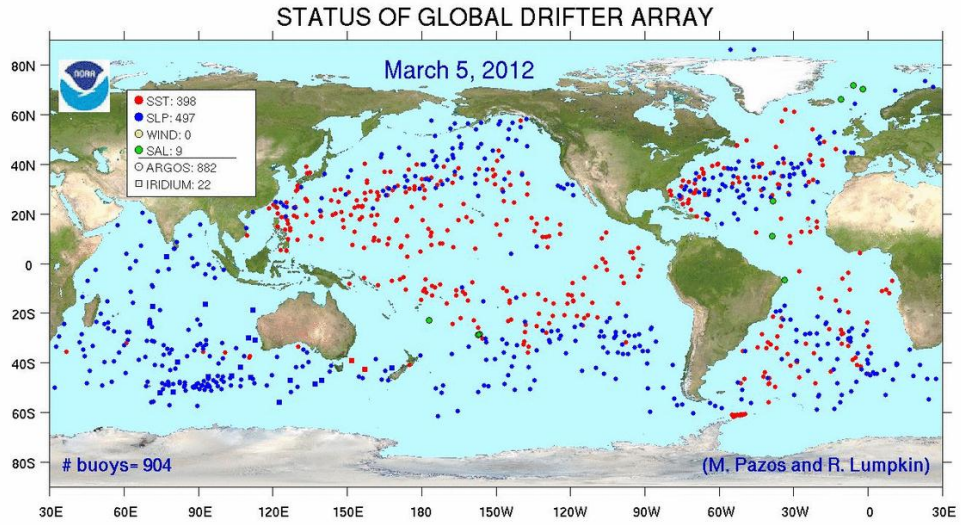 STATUS OF GLOBAL DRIFTER ARRAY
80N
60N
40N
20N
0
20S
40S
60S
80S
NOAA
March 5, 2012
SST: 398
SLP: 497
WIND: 0
SAL: 9
ARGOS: 882
IRIDIUM: 22
# buoys= 904
(M. Pazos and R. Lumpkin)
30E 60E 90E 120E 150E 180 150W 120W 90W 60W 30W 0 30E